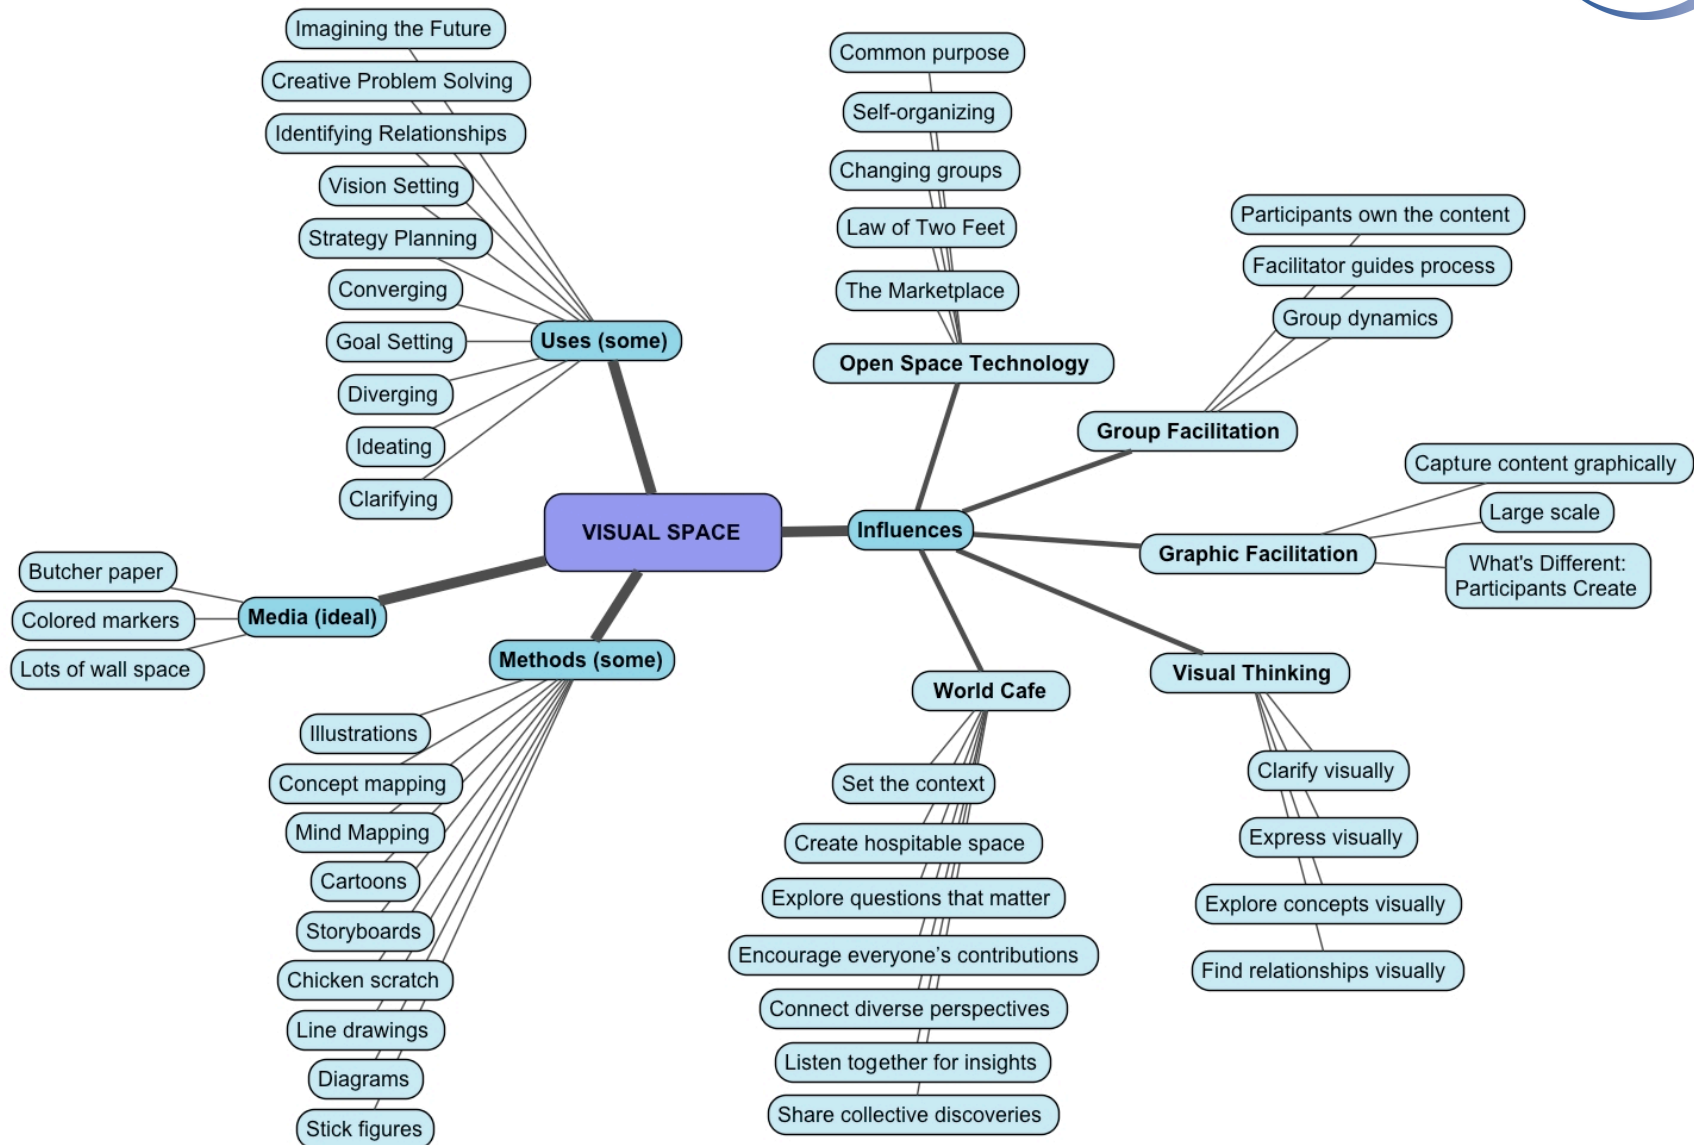 VISUAL SPACE
Uses (some)
Imagining the Future
Creative Problem Solving
Identifying Relationships
Vision Setting
Strategy Planning
Converging
Goal Setting
Diverging
Ideating
Clarifying
Media (ideal)
Butcher paper
Colored markers
Lots of wall space
Methods (some)
Illustrations
Concept mapping
Mind Mapping
Cartoons
Storyboards
Chicken scratch
Line drawings
Diagrams
Stick figures
Influences
Open Space Technology
Common purpose
Self-organizing
Changing groups
Law of Two Feet
The Marketplace
Group Facilitation
Participants own the content
Facilitator guides process
Group dynamics
Graphic Facilitation
Capture content graphically
Large scale
What's Different:
Participants Create
Visual Thinking
Clarify visually
Express visually
Explore concepts visually
Find relationships visually
World Cafe
Set the context
Create hospitable space
Explore questions that matter
Encourage everyone’s contributions
Connect diverse perspectives
Listen together for insights
Share collective discoveries